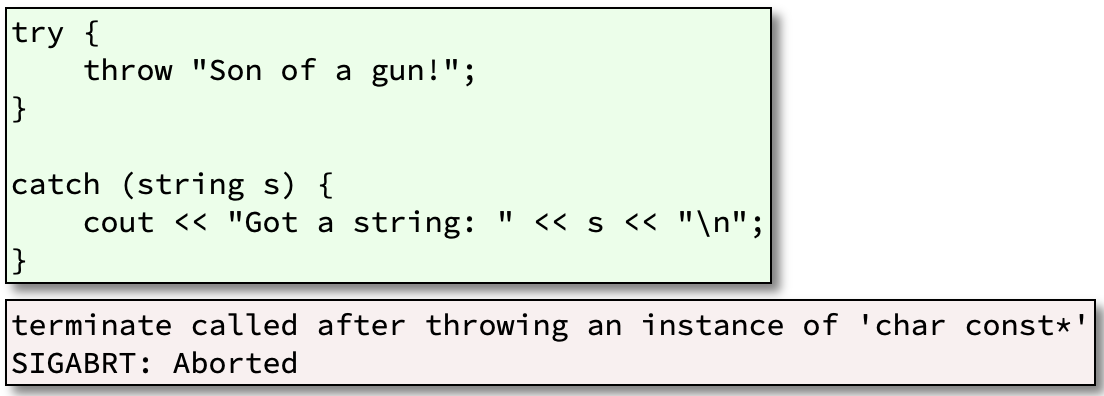 try {
    throw "Son of a gun!";
}
catch (string s) {
    cout << "Got a string: " << s << "\n";
}
terminate called after throwing an instance of 'char const*'
SIGABRT: Aborted